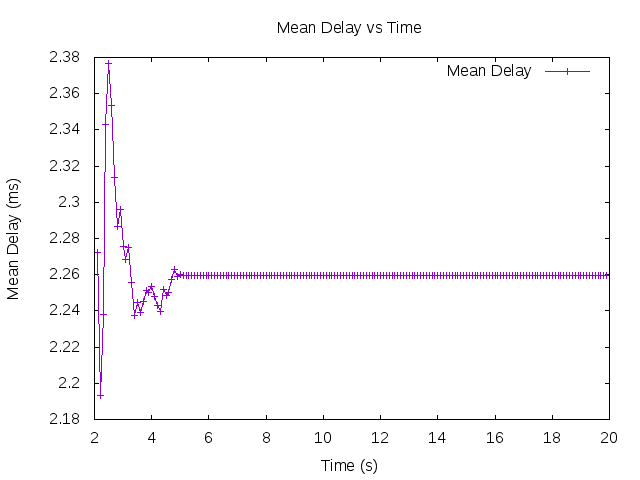 Mean Delay vs Time
Mean Delay
2.38
2.36
2.34
2.32
2.3
2.28
2.26
2.24
2.22
2.2
2.18
Mean Delay (ms)
2 4 6 8 10 12 14 16 18 20
Time (s)